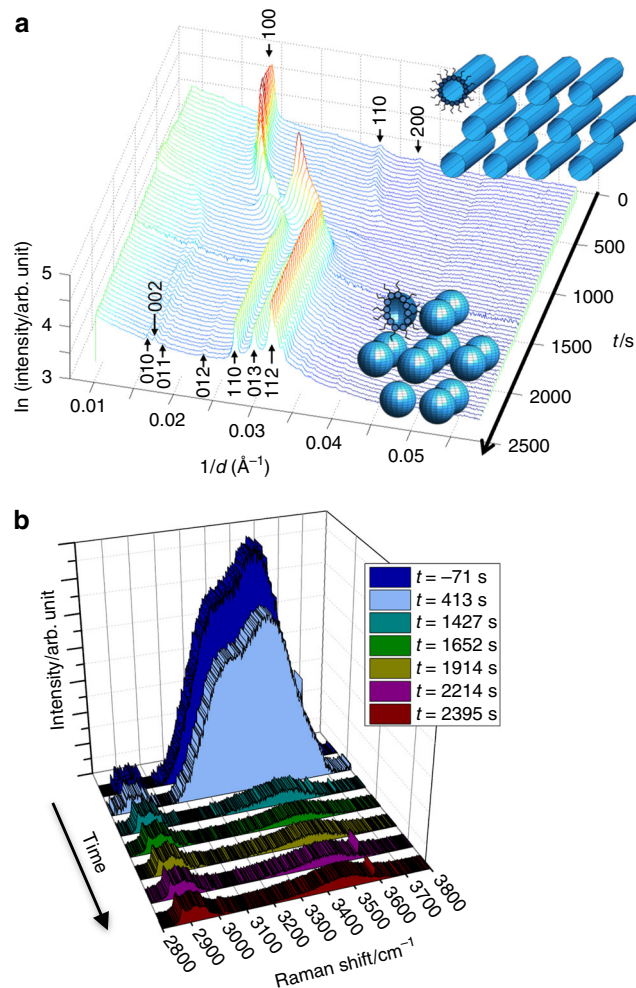 a
100
110
200
0
500
1000
1500
t/s
2000
2500
ln (intensity/arb. unit)
5
4
3
002
010
011
012
110
013
112
0.01
0.02
0.03
0.04
0.05
1/d (Å⁻¹)
b
Intensity/arb. unit
t = –71 s
t = 413 s
t = 1427 s
t = 1652 s
t = 1914 s
t = 2214 s
t = 2395 s
Time
2800
2900
3000
3100
3200
3300
3400
3500
3600
3700
3800
Raman shift/cm⁻¹